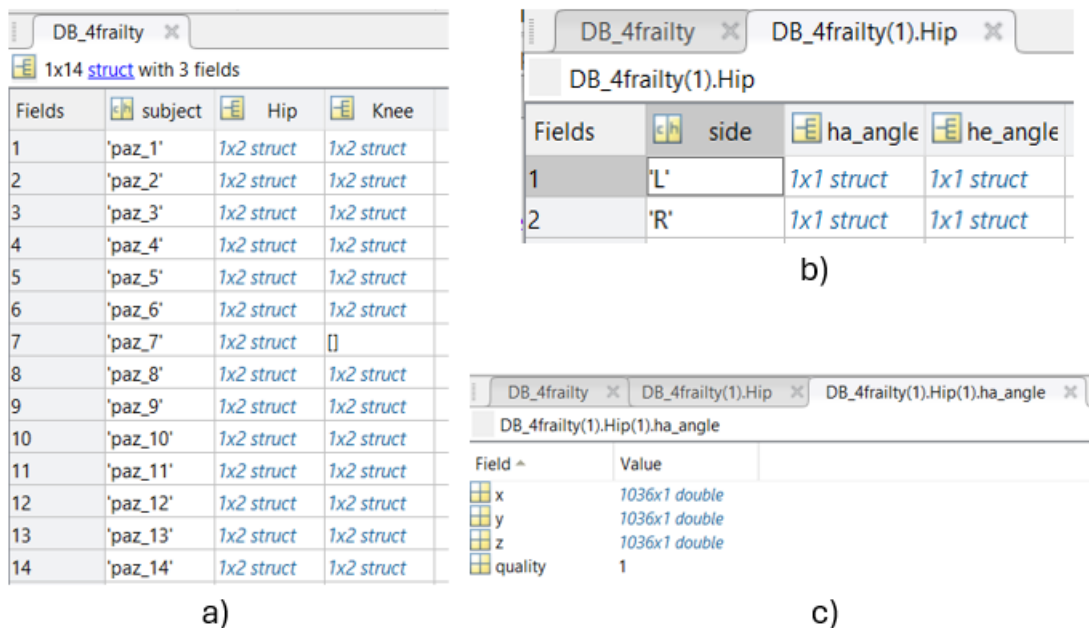 DB_4frailty
1x14 struct with 3 fields
Fields subject Hip Knee
1 'paz_1' 1x2 struct 1x2 struct
2 'paz_2' 1x2 struct 1x2 struct
3 'paz_3' 1x2 struct 1x2 struct
4 'paz_4' 1x2 struct 1x2 struct
5 'paz_5' 1x2 struct 1x2 struct
6 'paz_6' 1x2 struct 1x2 struct
7 'paz_7' 1x2 struct []
8 'paz_8' 1x2 struct 1x2 struct
9 'paz_9' 1x2 struct 1x2 struct
10 'paz_10' 1x2 struct 1x2 struct
11 'paz_11' 1x2 struct 1x2 struct
12 'paz_12' 1x2 struct 1x2 struct
13 'paz_13' 1x2 struct 1x2 struct
14 'paz_14' 1x2 struct 1x2 struct
a)
DB_4frailty DB_4frailty(1).Hip
DB_4frailty(1).Hip
Fields side ha_angle he_angle
1 'L' 1x1 struct 1x1 struct
2 'R' 1x1 struct 1x1 struct
b)
DB_4frailty DB_4frailty(1).Hip DB_4frailty(1).Hip(1).ha_angle
DB_4frailty(1).Hip(1).ha_angle
Field Value
x 1036x1 double
y 1036x1 double
z 1036x1 double
quality 1
c)